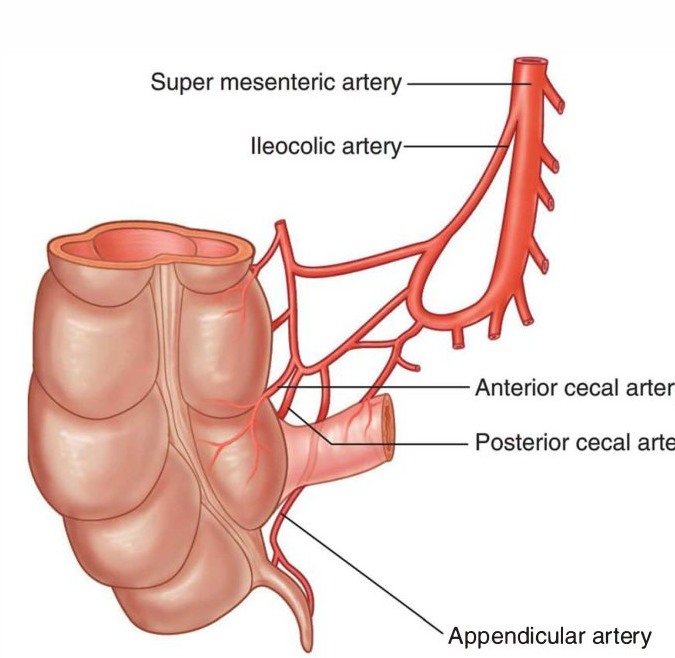 Super mesenteric artery
Ileocolic artery
Anterior cecal arter
Posterior cecal arte
Appendicular artery